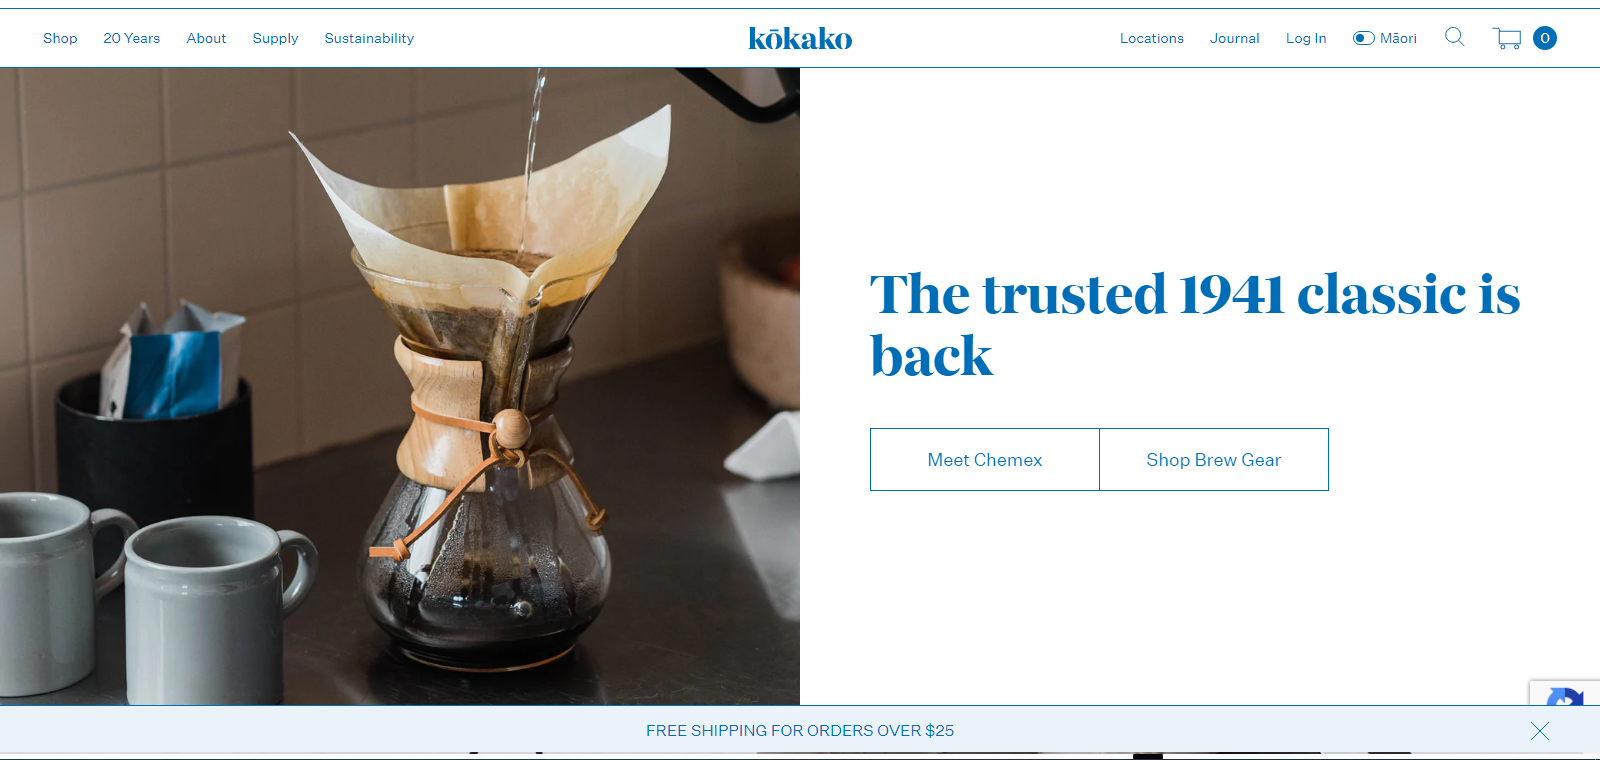 Shop 20 Years About Supply Sustainability kōkako Locations Journal Log In Māori 0
The trusted 1941 classic is
back
Meet Chemex Shop Brew Gear
FREE SHIPPING FOR ORDERS OVER $25